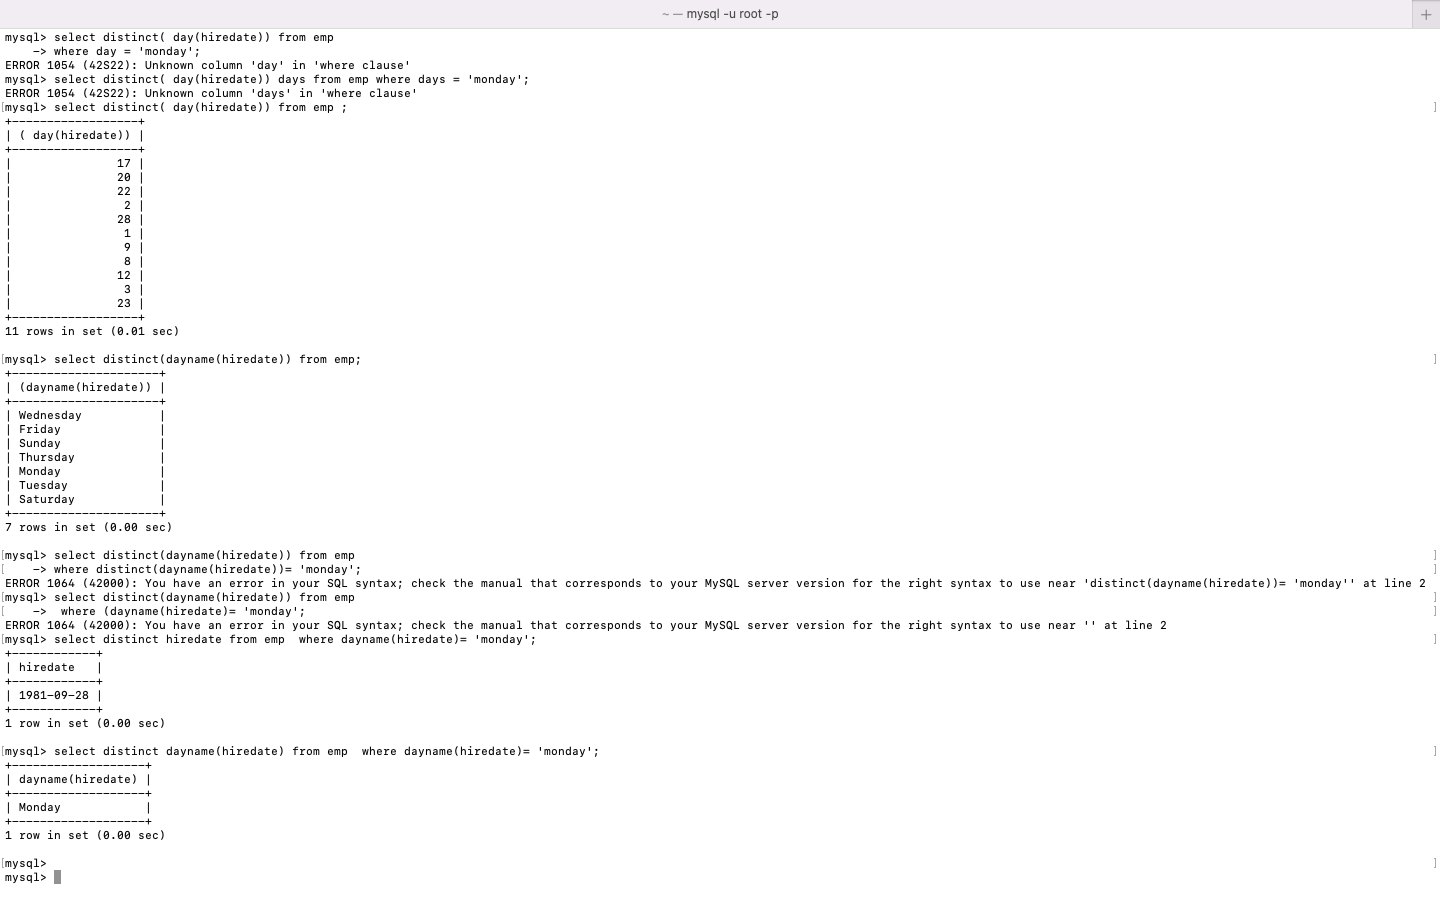 ~ — mysql -u root -p
+
mysql> select distinct( day(hiredate)) from emp
    -> where day = 'monday';
ERROR 1054 (42S22): Unknown column 'day' in 'where clause'
mysql> select distinct( day(hiredate)) days from emp where days = 'monday';
ERROR 1054 (42S22): Unknown column 'days' in 'where clause'
[mysql> select distinct( day(hiredate)) from emp ; ]
+------------------+
| ( day(hiredate)) |
+------------------+
|               17 |
|               20 |
|               22 |
|                2 |
|               28 |
|                1 |
|                9 |
|                8 |
|               12 |
|                3 |
|               23 |
+------------------+
11 rows in set (0.01 sec)

[mysql> select distinct(dayname(hiredate)) from emp; ]
+---------------------+
| (dayname(hiredate)) |
+---------------------+
| Wednesday           |
| Friday              |
| Sunday              |
| Thursday            |
| Monday              |
| Tuesday             |
| Saturday            |
+---------------------+
7 rows in set (0.00 sec)

[mysql> select distinct(dayname(hiredate)) from emp ]
[    -> where distinct(dayname(hiredate))= 'monday'; ]
ERROR 1064 (42000): You have an error in your SQL syntax; check the manual that corresponds to your MySQL server version for the right syntax to use near 'distinct(dayname(hiredate))= 'monday'' at line 2
[mysql> select distinct(dayname(hiredate)) from emp ]
[    ->  where (dayname(hiredate)= 'monday'; ]
ERROR 1064 (42000): You have an error in your SQL syntax; check the manual that corresponds to your MySQL server version for the right syntax to use near '' at line 2
[mysql> select distinct hiredate from emp  where dayname(hiredate)= 'monday'; ]
+------------+
| hiredate   |
+------------+
| 1981-09-28 |
+------------+
1 row in set (0.00 sec)

[mysql> select distinct dayname(hiredate) from emp  where dayname(hiredate)= 'monday'; ]
+-------------------+
| dayname(hiredate) |
+-------------------+
| Monday            |
+-------------------+
1 row in set (0.00 sec)

[mysql> ]
mysql>